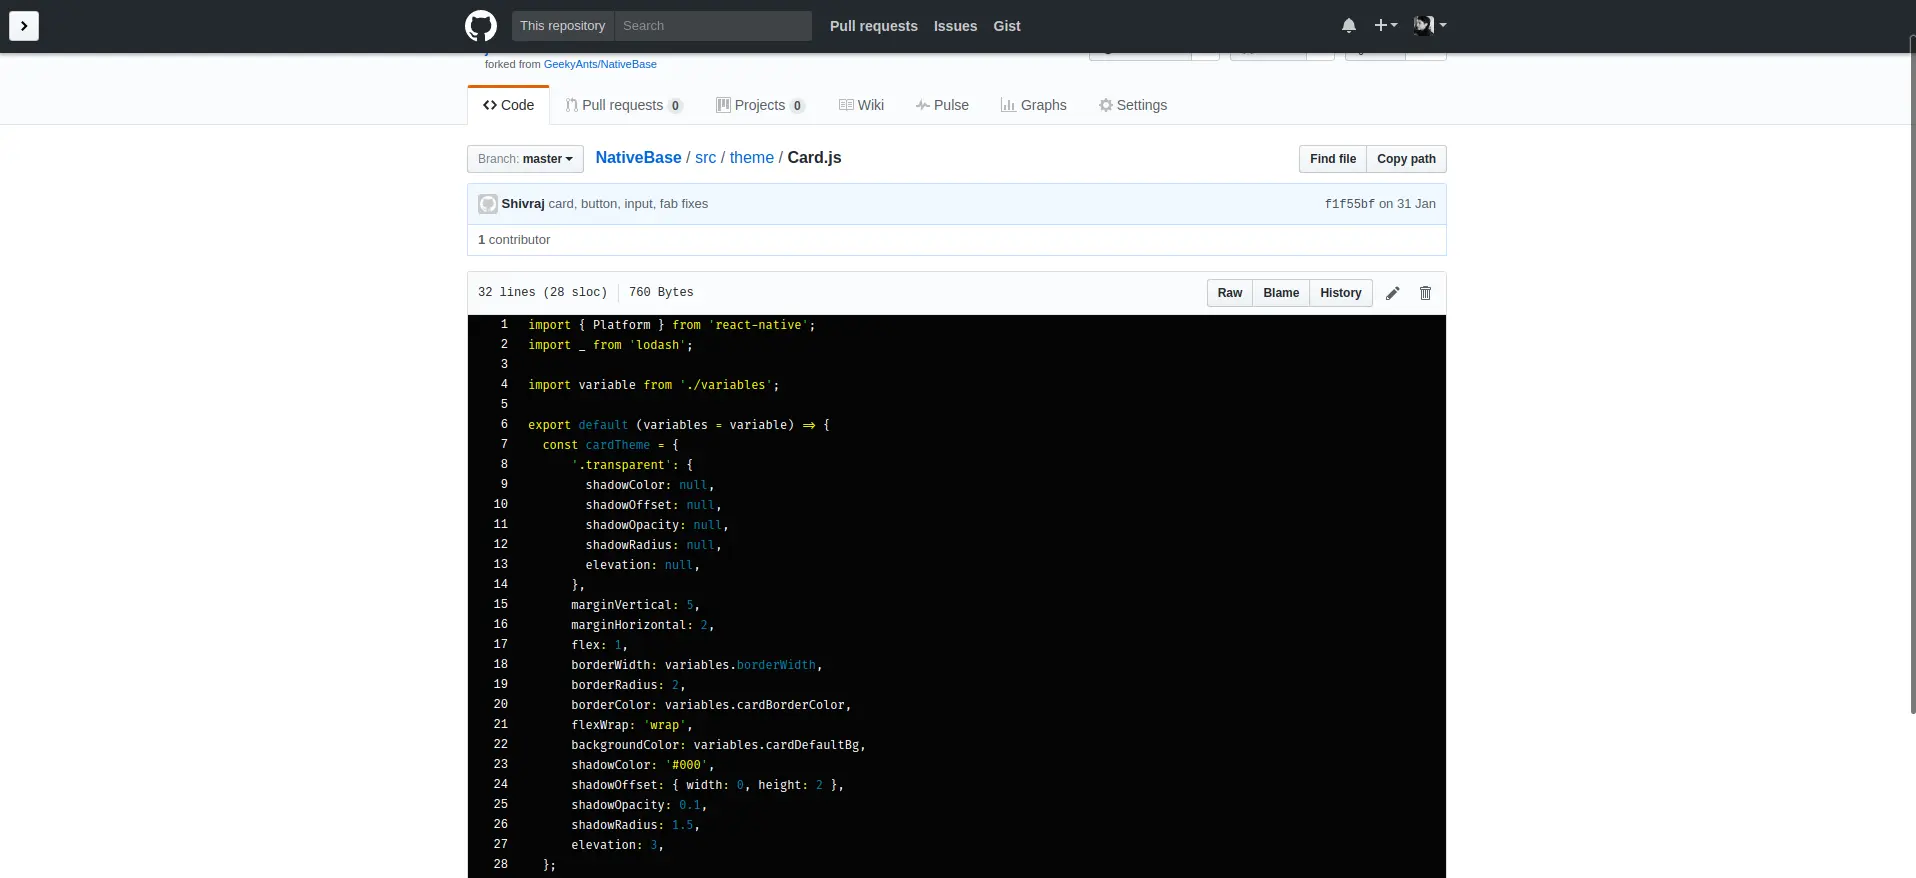 This repository Search Pull requests Issues Gist
forked from GeekyAnts/NativeBase
Code Pull requests 0 Projects 0 Wiki Pulse Graphs Settings
Branch: master NativeBase / src / theme / Card.js Find file Copy path
Shivraj card, button, input, fab fixes f1f55bf on 31 Jan
1 contributor
32 lines (28 sloc) 760 Bytes Raw Blame History
1 import { Platform } from 'react-native';
2 import _ from 'lodash';
3
4 import variable from './variables';
5
6 export default (variables = variable) => {
7 const cardTheme = {
8 '.transparent': {
9 shadowColor: null,
10 shadowOffset: null,
11 shadowOpacity: null,
12 shadowRadius: null,
13 elevation: null,
14 },
15 marginVertical: 5,
16 marginHorizontal: 2,
17 flex: 1,
18 borderWidth: variables.borderWidth,
19 borderRadius: 2,
20 borderColor: variables.cardBorderColor,
21 flexWrap: 'wrap',
22 backgroundColor: variables.cardDefaultBg,
23 shadowColor: '#000',
24 shadowOffset: { width: 0, height: 2 },
25 shadowOpacity: 0.1,
26 shadowRadius: 1.5,
27 elevation: 3,
28 };